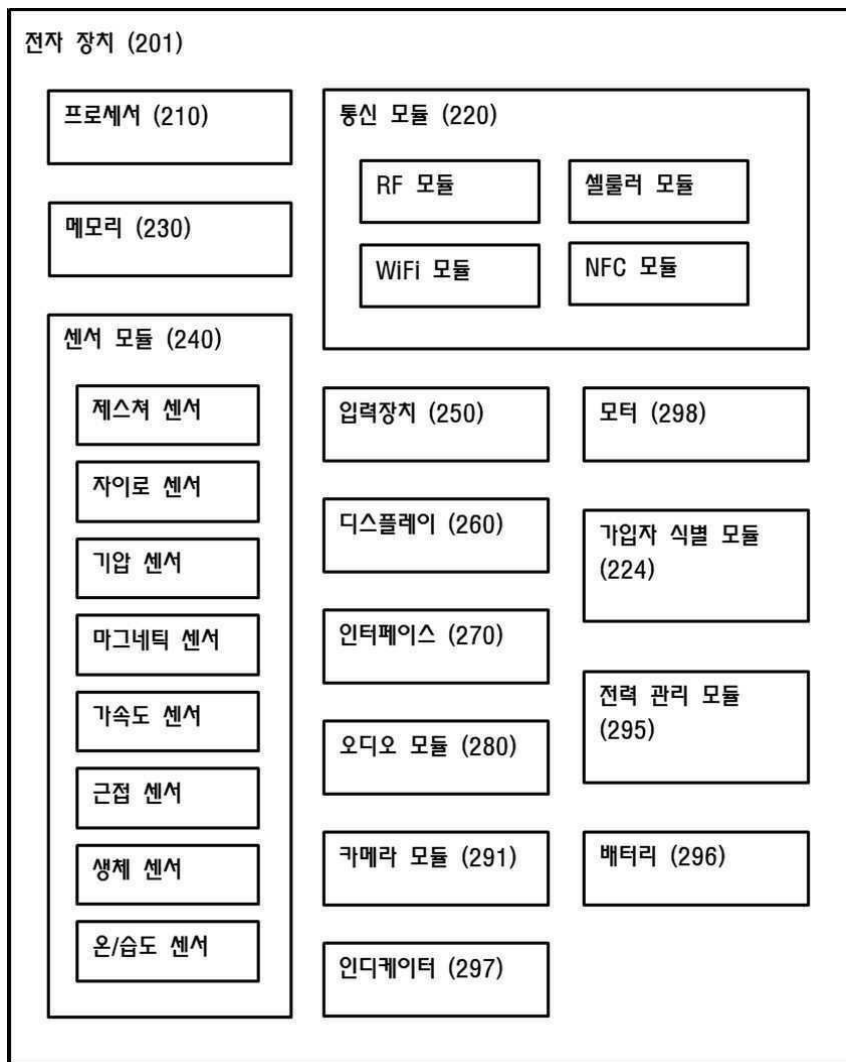 전자 장치 (201)
프로세서 (210)
메모리 (230)
센서 모듈 (240)
제스쳐 센서
자이로 센서
기압 센서
마그네틱 센서
가속도 센서
근접 센서
생체 센서
온/습도 센서
통신 모듈 (220)
RF 모듈
셀룰러 모듈
WiFi 모듈
NFC 모듈
입력장치 (250)
디스플레이 (260)
인터페이스 (270)
오디오 모듈 (280)
카메라 모듈 (291)
인디케이터 (297)
모터 (298)
가입자 식별 모듈
(224)
전력 관리 모듈
(295)
배터리 (296)